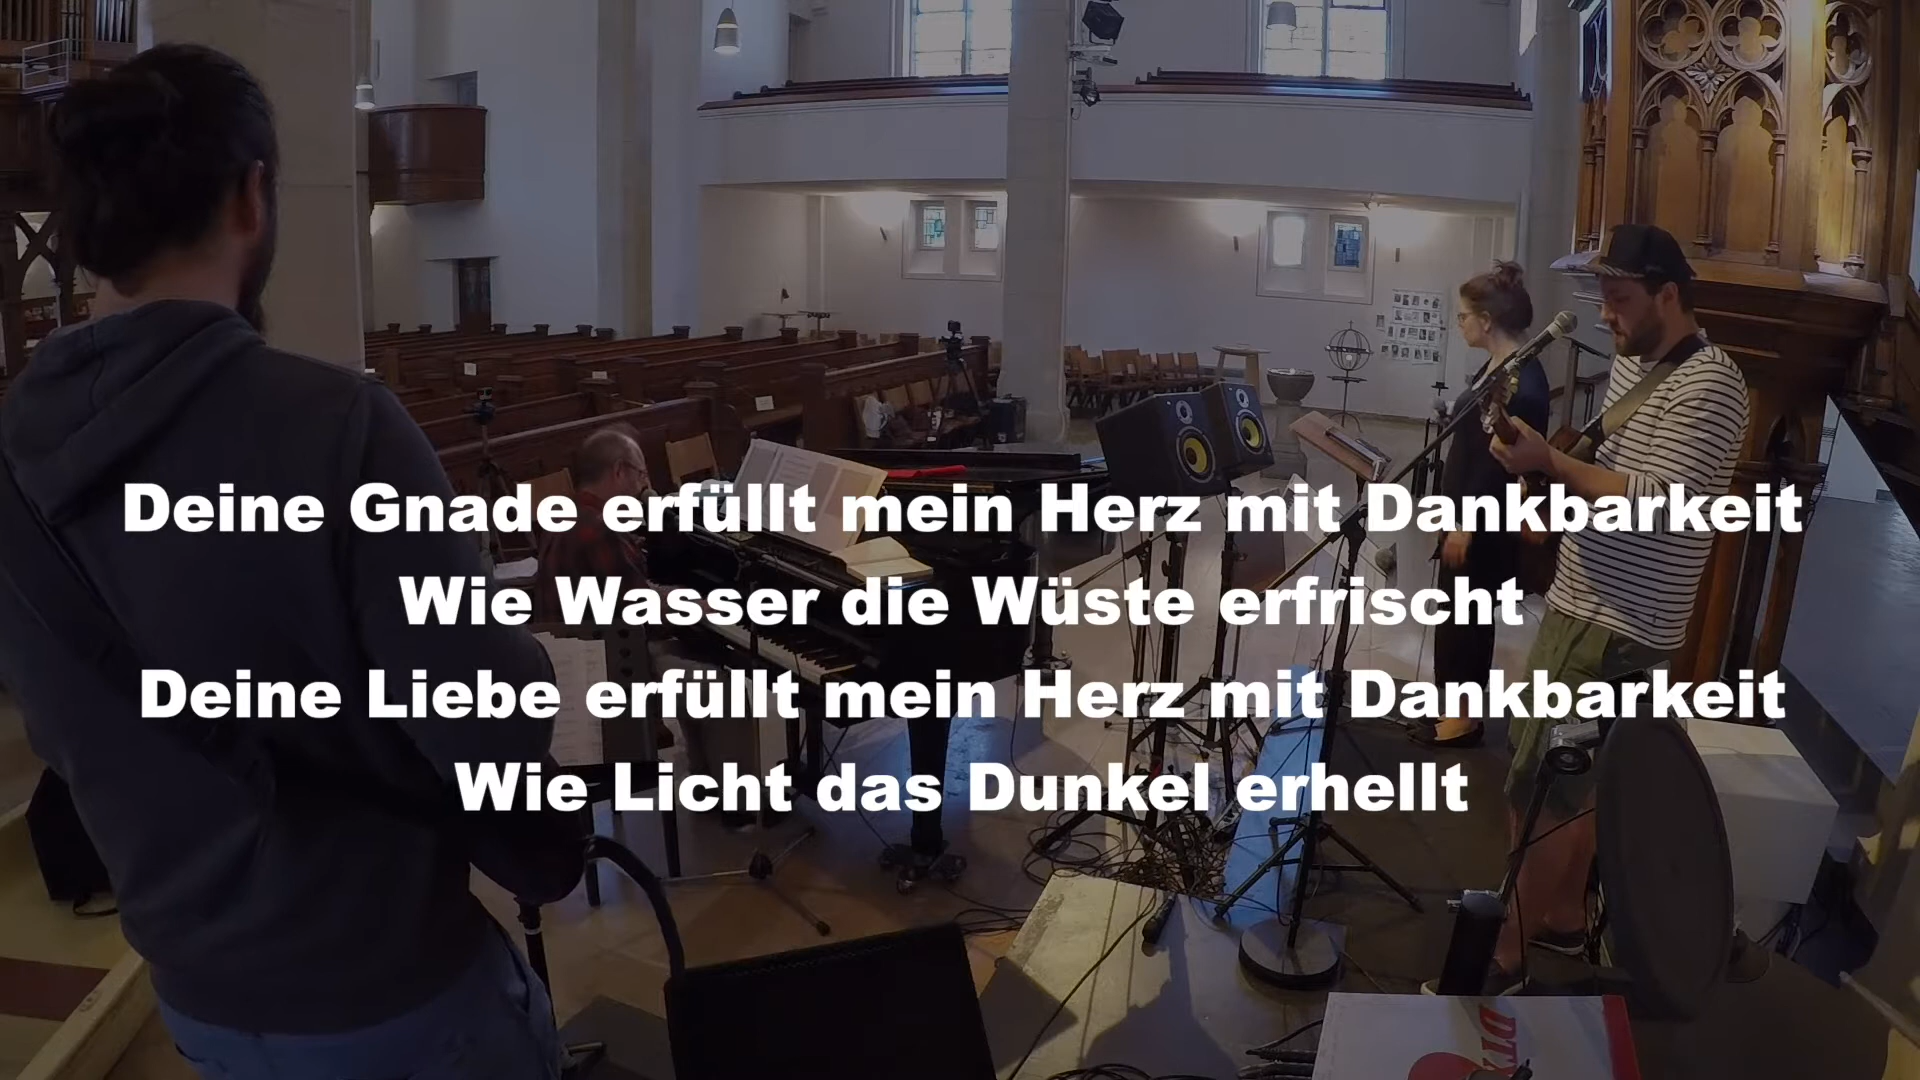 Deine Gnade erfüllt mein Herz mit Dankbarkeit
Wie Wasser die Wüste erfrischt
Deine Liebe erfüllt mein Herz mit Dankbarkeit
Wie Licht das Dunkel erhellt